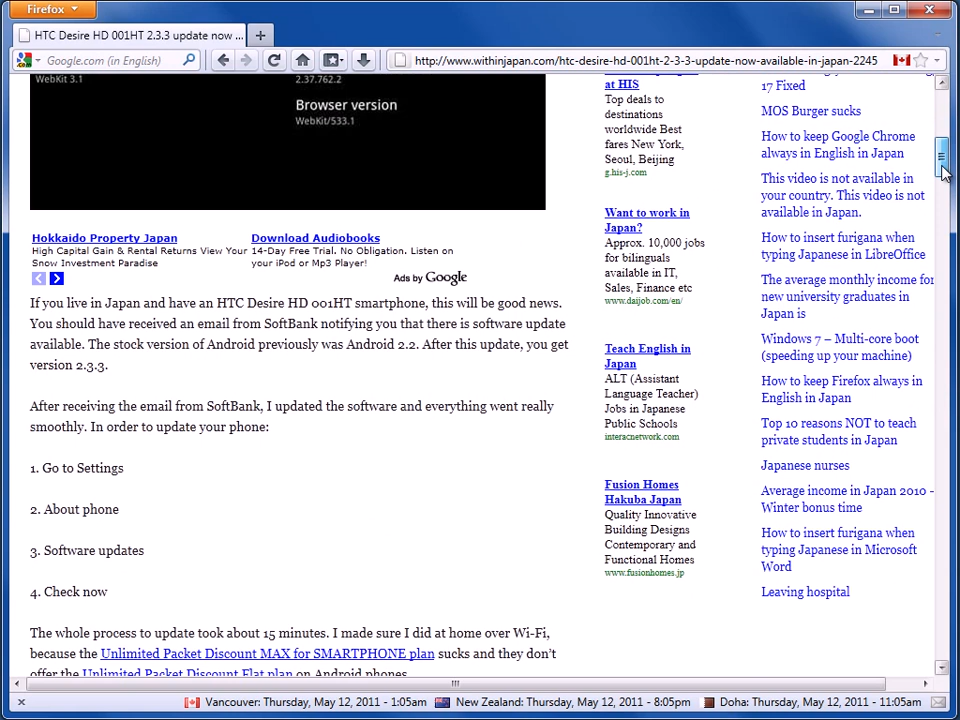 Firefox
HTC Desire HD 001HT 2.3.3 update now ...
Google.com (in English)
http://www.withinjapan.com/htc-desire-hd-001ht-2-3-3-update-now-available-in-japan-2245
WebKit 3.1
2.37.762.2
Browser version
WebKit/533.1
Hokkaido Property Japan
High Capital Gain & Rental Returns View Your
Snow Investment Paradise
Download Audiobooks
14-Day Free Trial. No Obligation. Listen on
your iPod or Mp3 Player!
Ads by Google
If you live in Japan and have an HTC Desire HD 001HT smartphone, this will be good news.
You should have received an email from SoftBank notifying you that there is software update
available. The stock version of Android previously was Android 2.2. After this update, you get
version 2.3.3.
After receiving the email from SoftBank, I updated the software and everything went really
smoothly. In order to update your phone:
1. Go to Settings
2. About phone
3. Software updates
4. Check now
The whole process to update took about 15 minutes. I made sure I did at home over Wi-Fi,
because the Unlimited Packet Discount MAX for SMARTPHONE plan sucks and they don't
offer the Unlimited Packet Discount Flat plan on Android phones.
at HIS
Top deals to
destinations
worldwide Best
fares New York,
Seoul, Beijing
g.his-j.com
Want to work in
Japan?
Approx. 10,000 jobs
for bilinguals
available in IT,
Sales, Finance etc
www.daijob.com/en/
Teach English in
Japan
ALT (Assistant
Language Teacher)
Jobs in Japanese
Public Schools
interacnetwork.com
Fusion Homes
Hakuba Japan
Quality Innovative
Building Designs
Contemporary and
Functional Homes
www.fusionhomes.jp
17 Fixed
MOS Burger sucks
How to keep Google Chrome
always in English in Japan
This video is not available in
your country. This video is not
available in Japan.
How to insert furigana when
typing Japanese in LibreOffice
The average monthly income for
new university graduates in
Japan is
Windows 7 – Multi-core boot
(speeding up your machine)
How to keep Firefox always in
English in Japan
Top 10 reasons NOT to teach
private students in Japan
Japanese nurses
Average income in Japan 2010 -
Winter bonus time
How to insert furigana when
typing Japanese in Microsoft
Word
Leaving hospital
Vancouver: Thursday, May 12, 2011 - 1:05am
New Zealand: Thursday, May 12, 2011 - 8:05pm
Doha: Thursday, May 12, 2011 - 11:05am